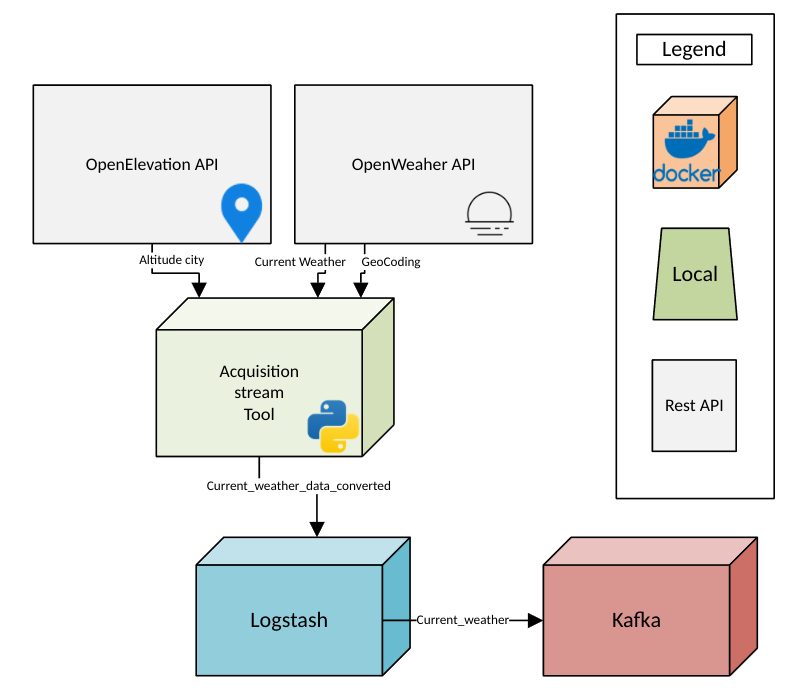 Legend
OpenElevation API
OpenWeaher API
docker
Altitude city
Current Weather
GeoCoding
Local
Acquisition
stream
Tool
Rest API
Current_weather_data_converted
Logstash
Current_weather
Kafka